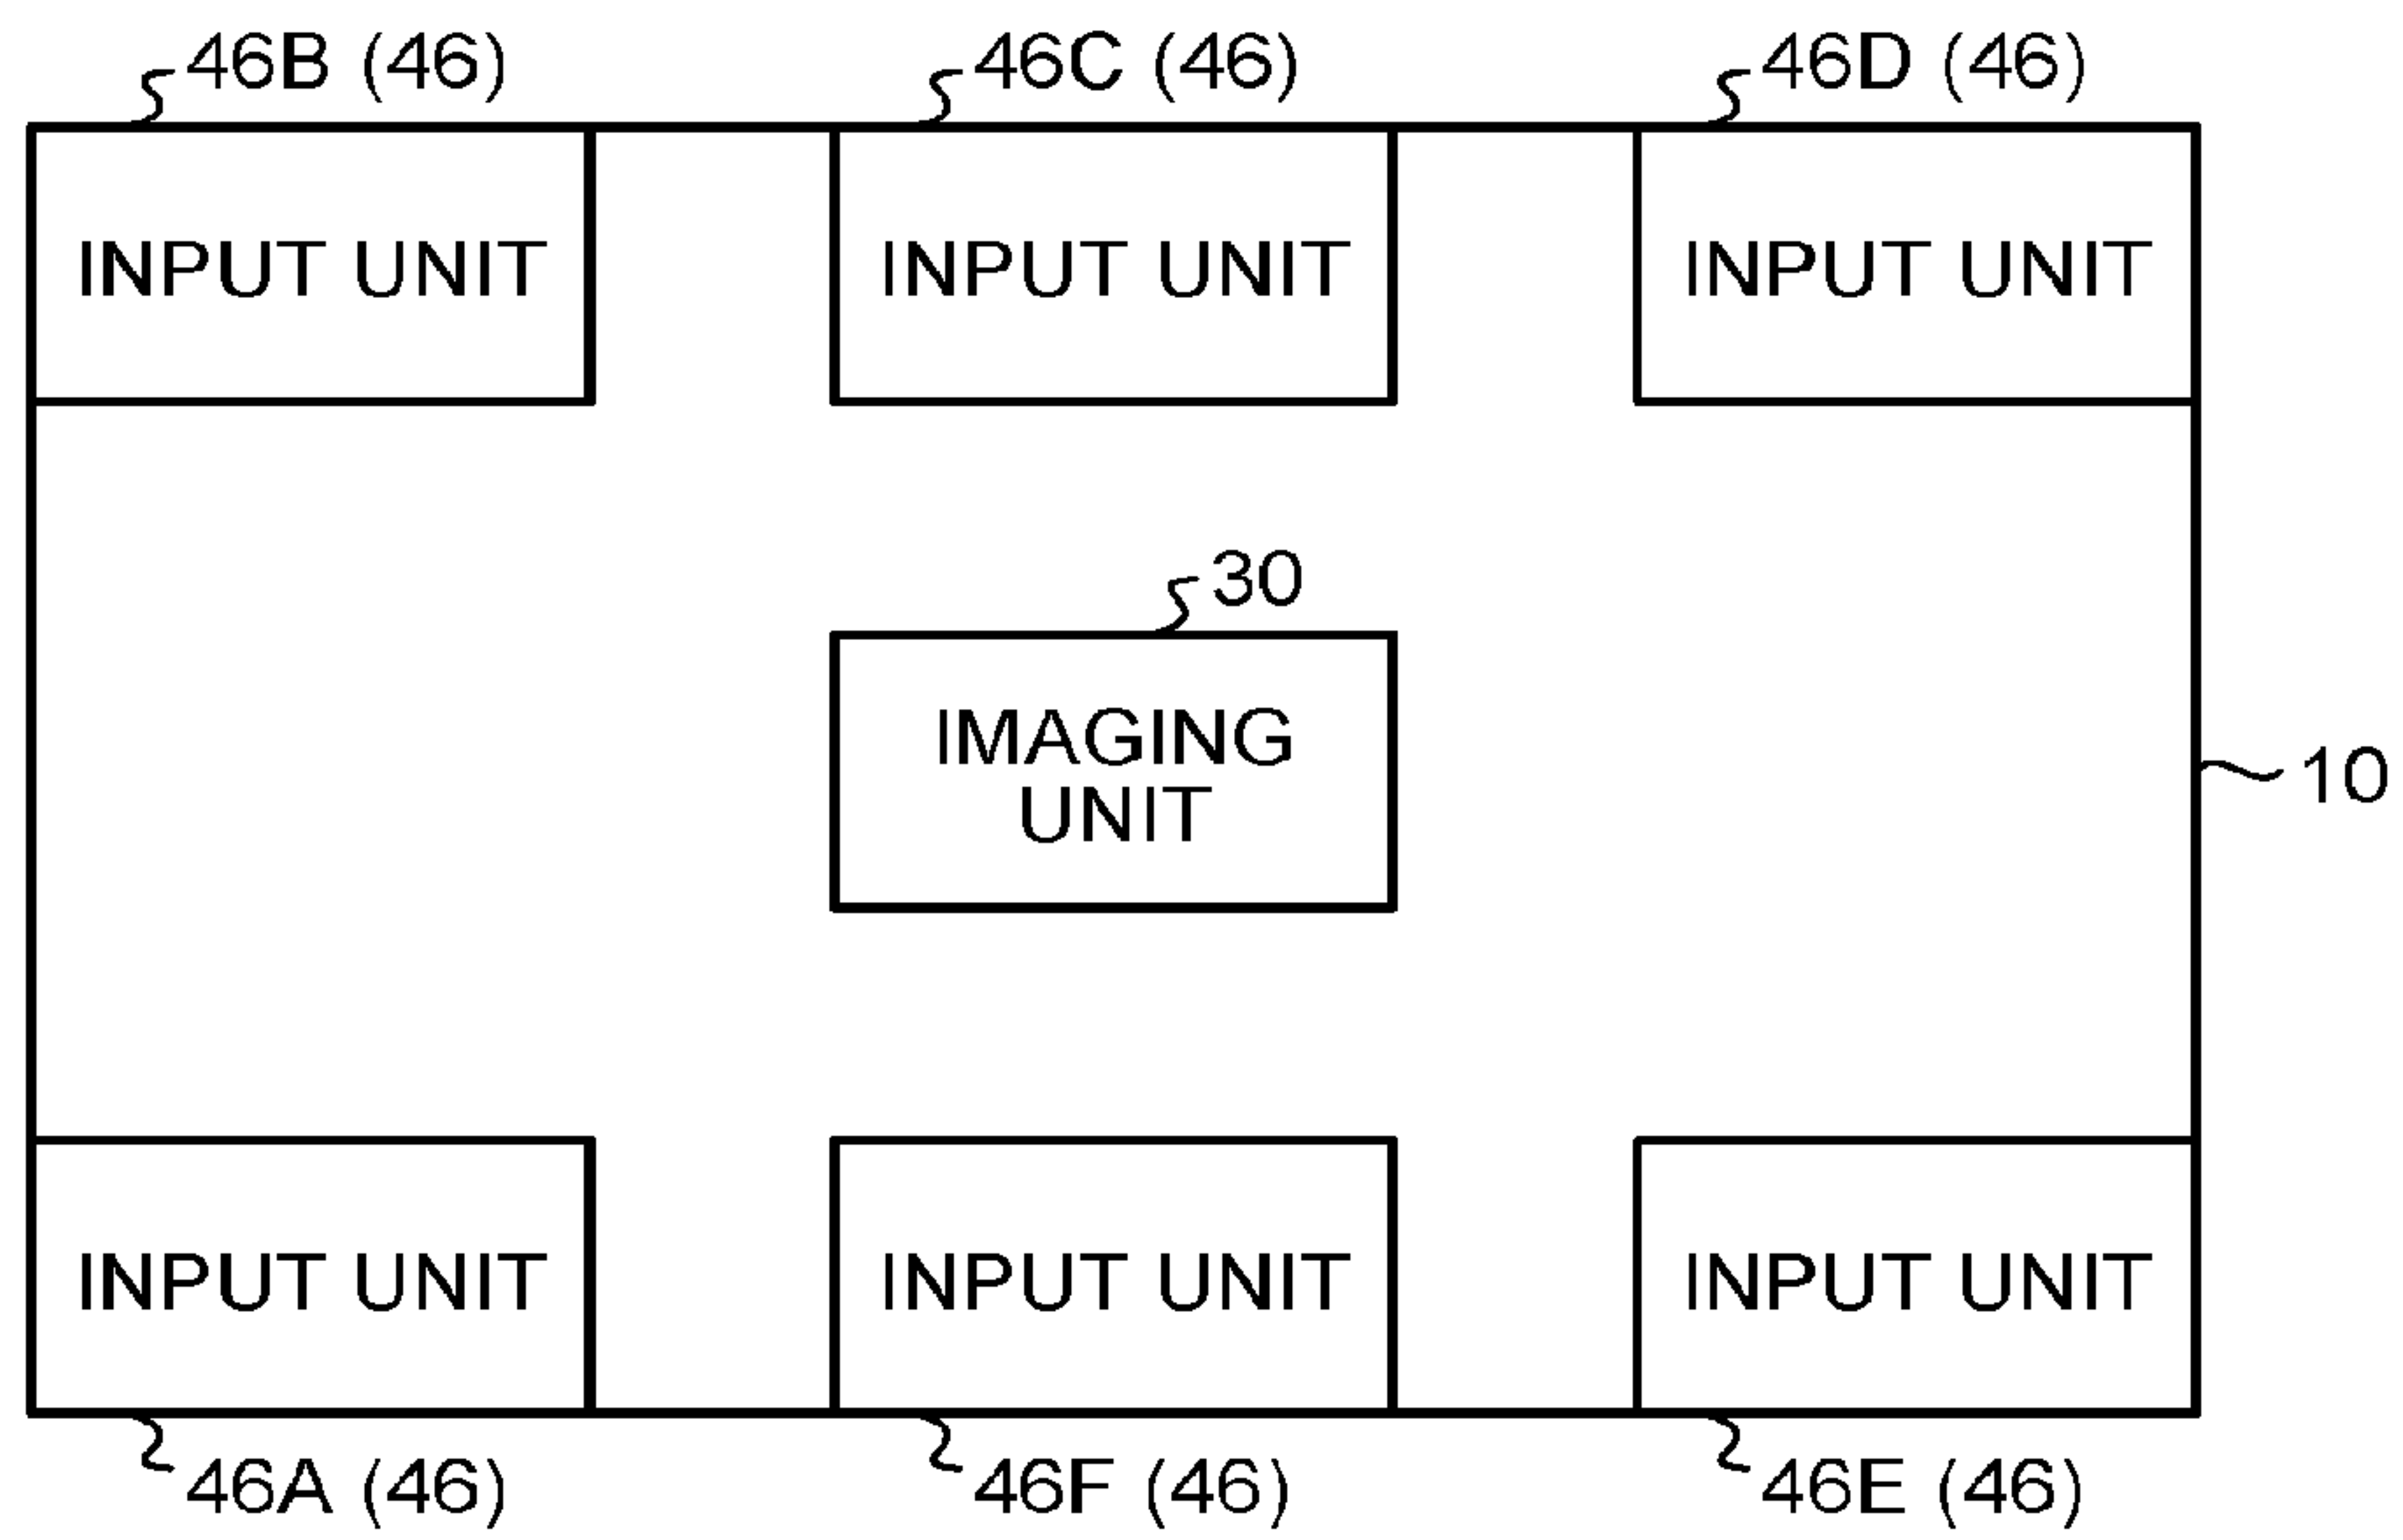 46B (46)
46C (46)
46D (46)
INPUT UNIT
INPUT UNIT
INPUT UNIT
30
IMAGING
UNIT
10
INPUT UNIT
INPUT UNIT
INPUT UNIT
46A (46)
46F (46)
46E (46)